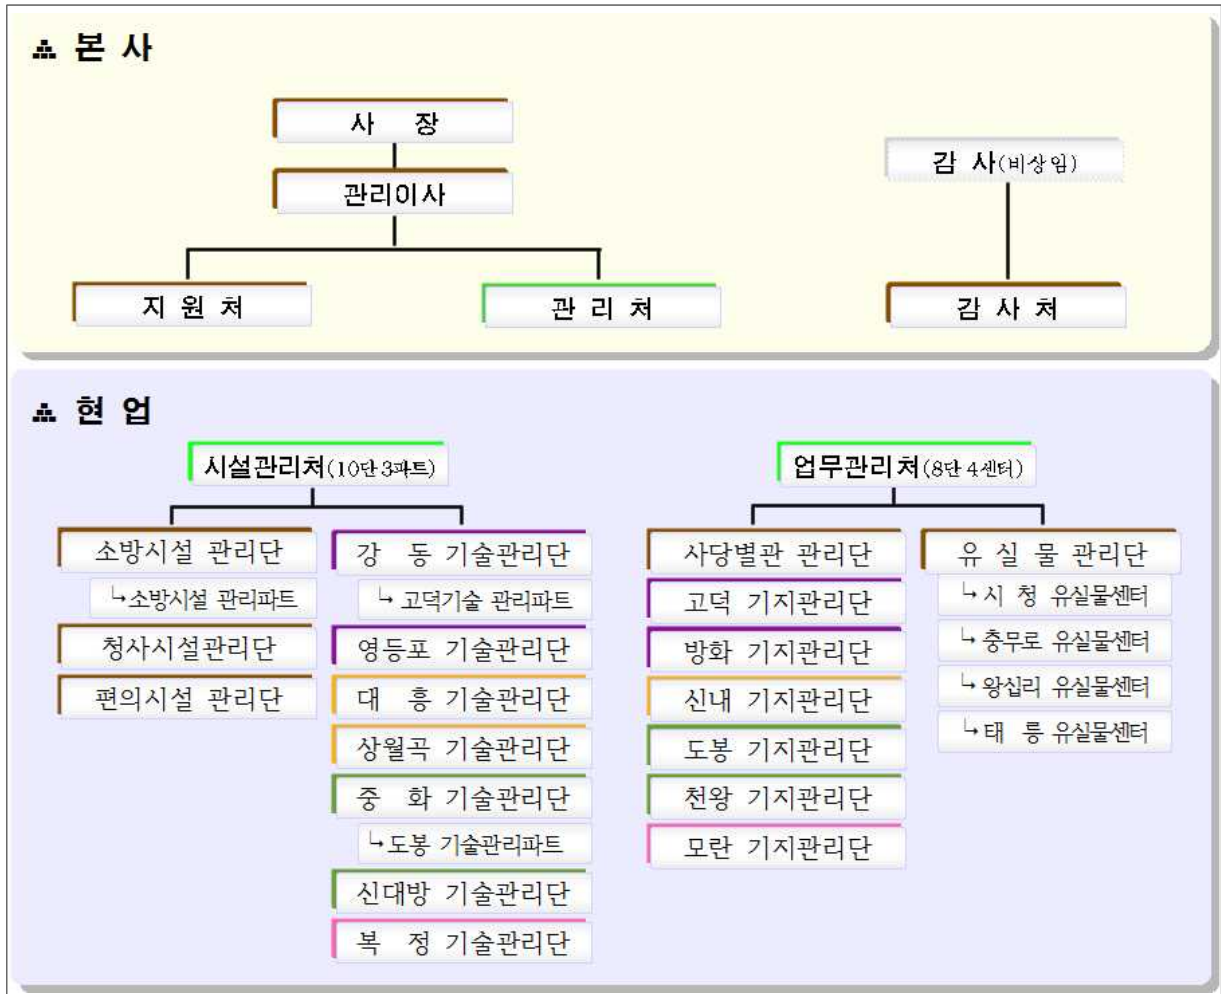 본 사
사 장
관리이사
지 원 처
관 리 처
감 사(비상임)
감 사 처
현 업
시설관리처(10단 3파트)
소방시설 관리단
↳소방시설 관리파트
청사시설관리단
편의시설 관리단
강 동 기술관리단
↳ 고덕기술 관리파트
영등포 기술관리단
대 흥 기술관리단
상월곡 기술관리단
중 화 기술관리단
↳도봉 기술관리파트
신대방 기술관리단
복 정 기술관리단
업무관리처(8단 4센터)
사당별관 관리단
고덕 기지관리단
방화 기지관리단
신내 기지관리단
도봉 기지관리단
천왕 기지관리단
모란 기지관리단
유 실 물 관리단
↳시 청 유실물센터
↳충무로 유실물센터
↳왕십리 유실물센터
↳태 릉 유실물센터